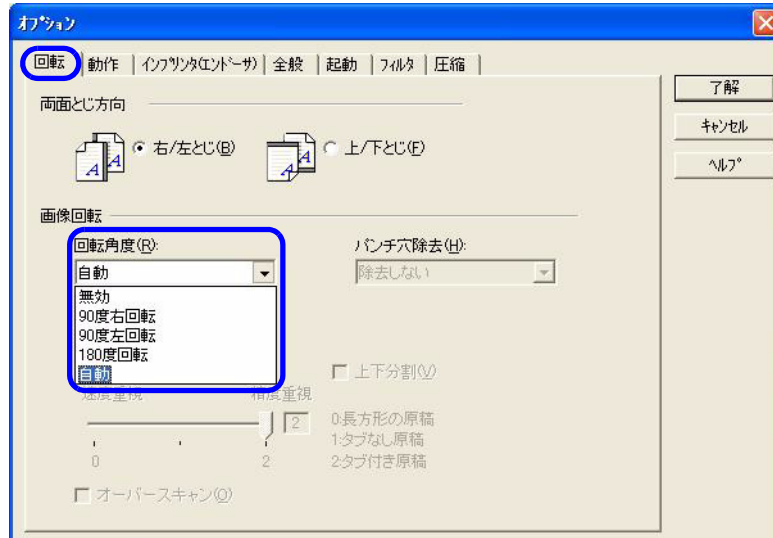 オプション
回転 動作 インプリンタ(エンドーサ) 全般 起動 フィルタ 圧縮
了解
キャンセル
ヘルプ
両面とじ方向
右/左とじ(B) 上/下とじ(F)
画像回転
回転角度(R): パンチ穴除去(H):
自動 除去しない
無効
90度右回転
90度左回転
180度回転
自動
上下分割(V)
速度重視 精度重視
2
0 2
0:長方形の原稿
1:タブなし原稿
2:タブ付き原稿
オーバースキャン(O)